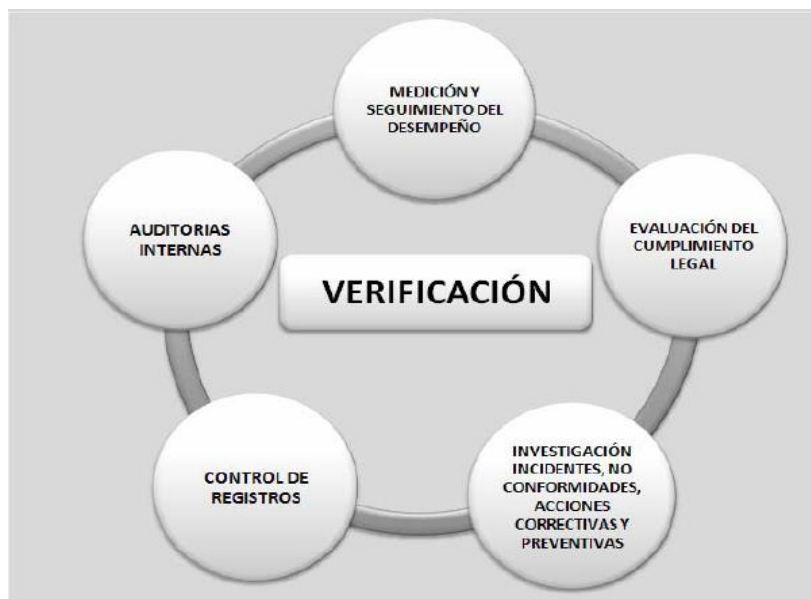 MEDICIÓN Y
SEGUIMIENTO DEL
DESEMPEÑO
AUDITORIAS
INTERNAS
EVALUACIÓN DEL
CUMPLIMIENTO
LEGAL
VERIFICACIÓN
CONTROL DE
REGISTROS
INVESTIGACIÓN
INCIDENTES, NO
CONFORMIDADES,
ACCIONES
CORRECTIVAS Y
PREVENTIVAS